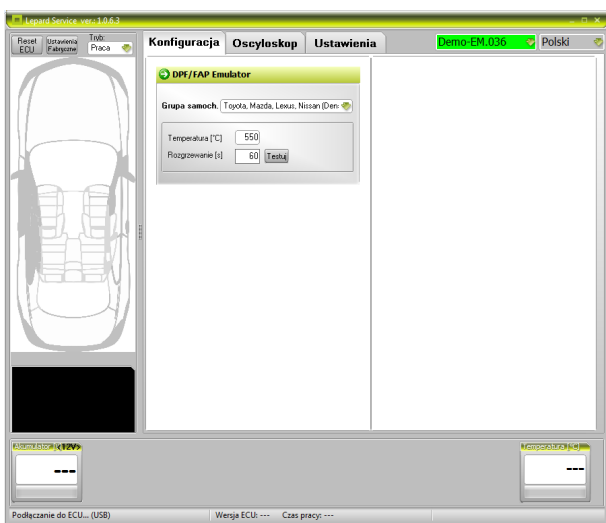 Lepard Service ver.: 1.0.6.3
Reset ECU
Ustawienia Fabryczne
Tryb:
Praca
Konfiguracja
Oscyloskop
Ustawienia
Demo-EM.036
Polski
DPF/FAP Emulator
Grupa samoch.
Toyota, Mazda, Lexus, Nissan (Den
Temperatura [°C]
550
Rozgrzewanie [s]
60
Testuj
Akumulator
<12V>
---
Temperatura [°C]
---
Podłączanie do ECU... (USB)
Wersja ECU: ---
Czas pracy: ---